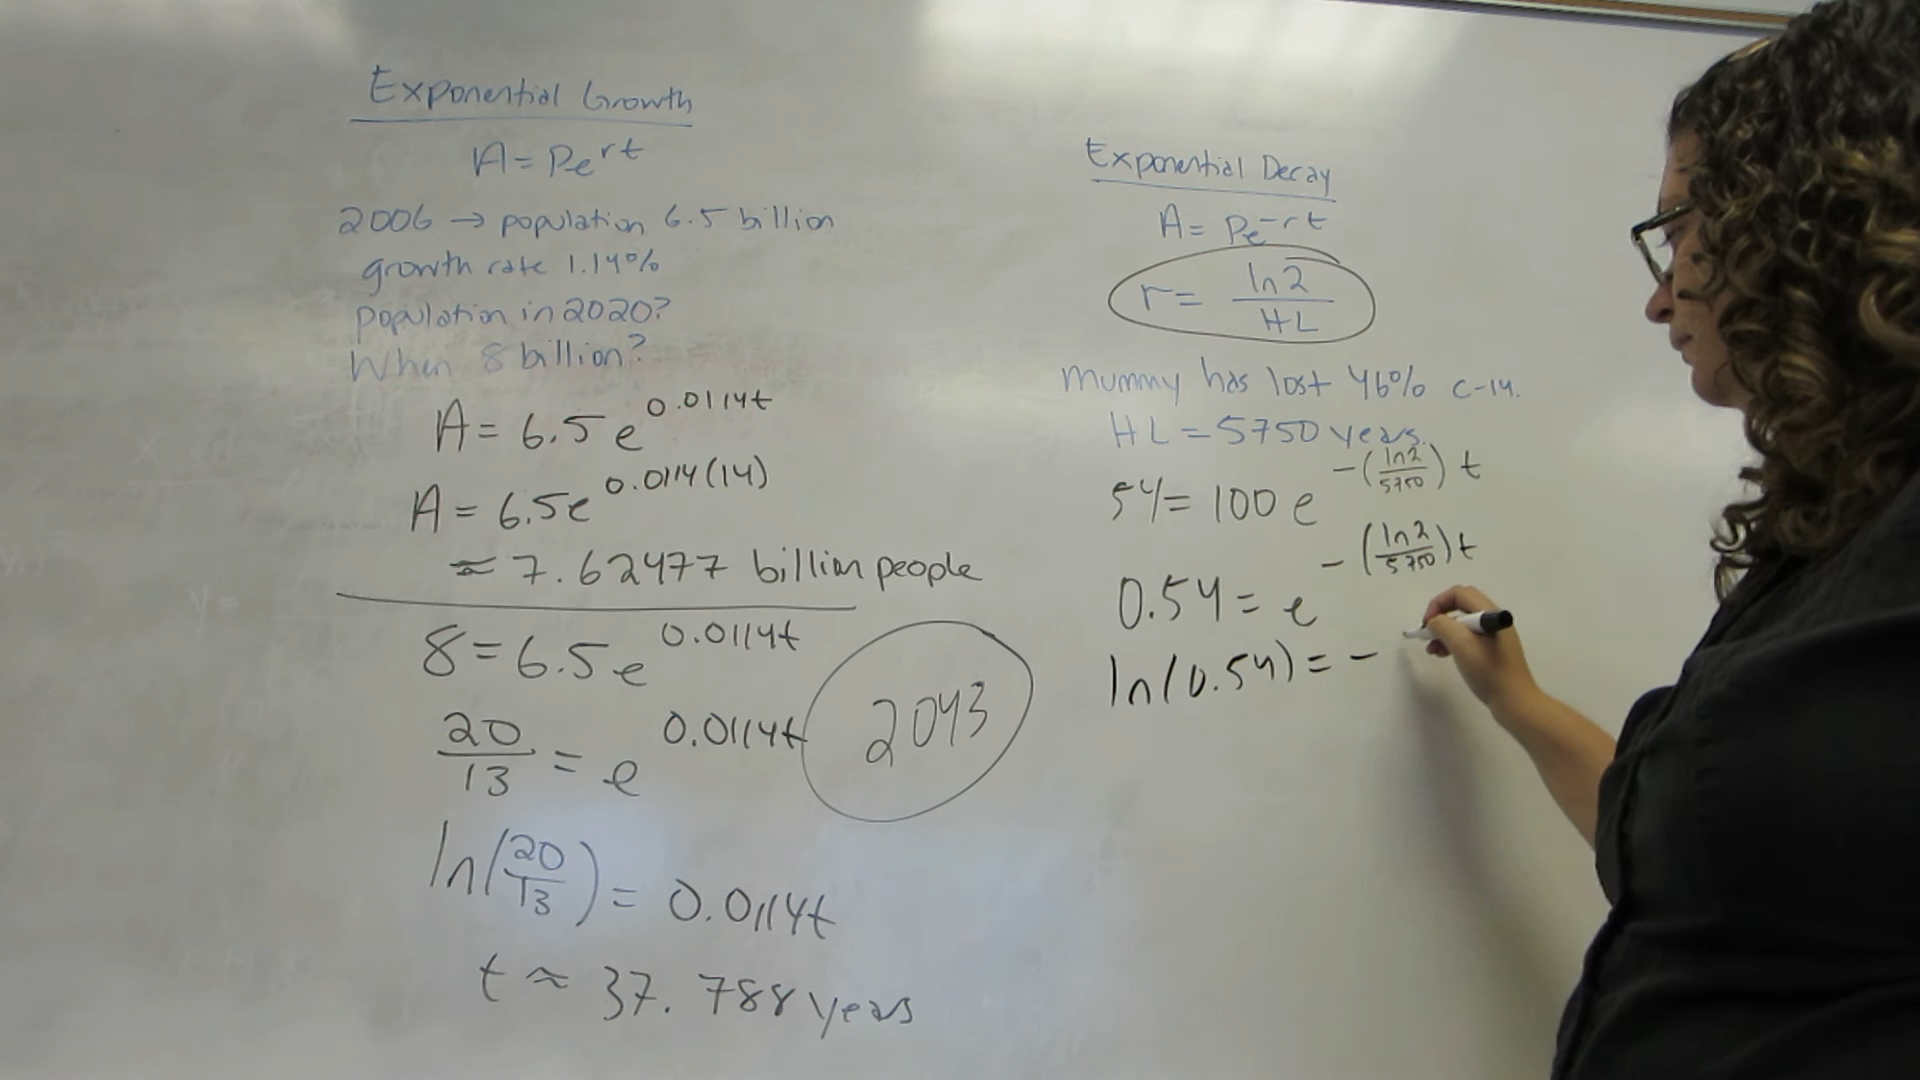 Exponential Growth
A = Pe^rt
2006 → population 6.5 billion
growth rate 1.14%
population in 2020?
When 8 billion?
A = 6.5e^0.0114t
A = 6.5e^0.0114(14)
≈ 7.62477 billion people
8 = 6.5e^0.0114t
20/13 = e^0.0114t
ln(20/13) = 0.0114t
t ≈ 37.788 years
2043
Exponential Decay
A = Pe^-rt
r = ln2/HL
Mummy has lost 46% C-14.
HL = 5750 years.
54 = 100e^-(ln2/5750)t
0.54 = e^-(ln2/5750)t
ln(0.54) = -